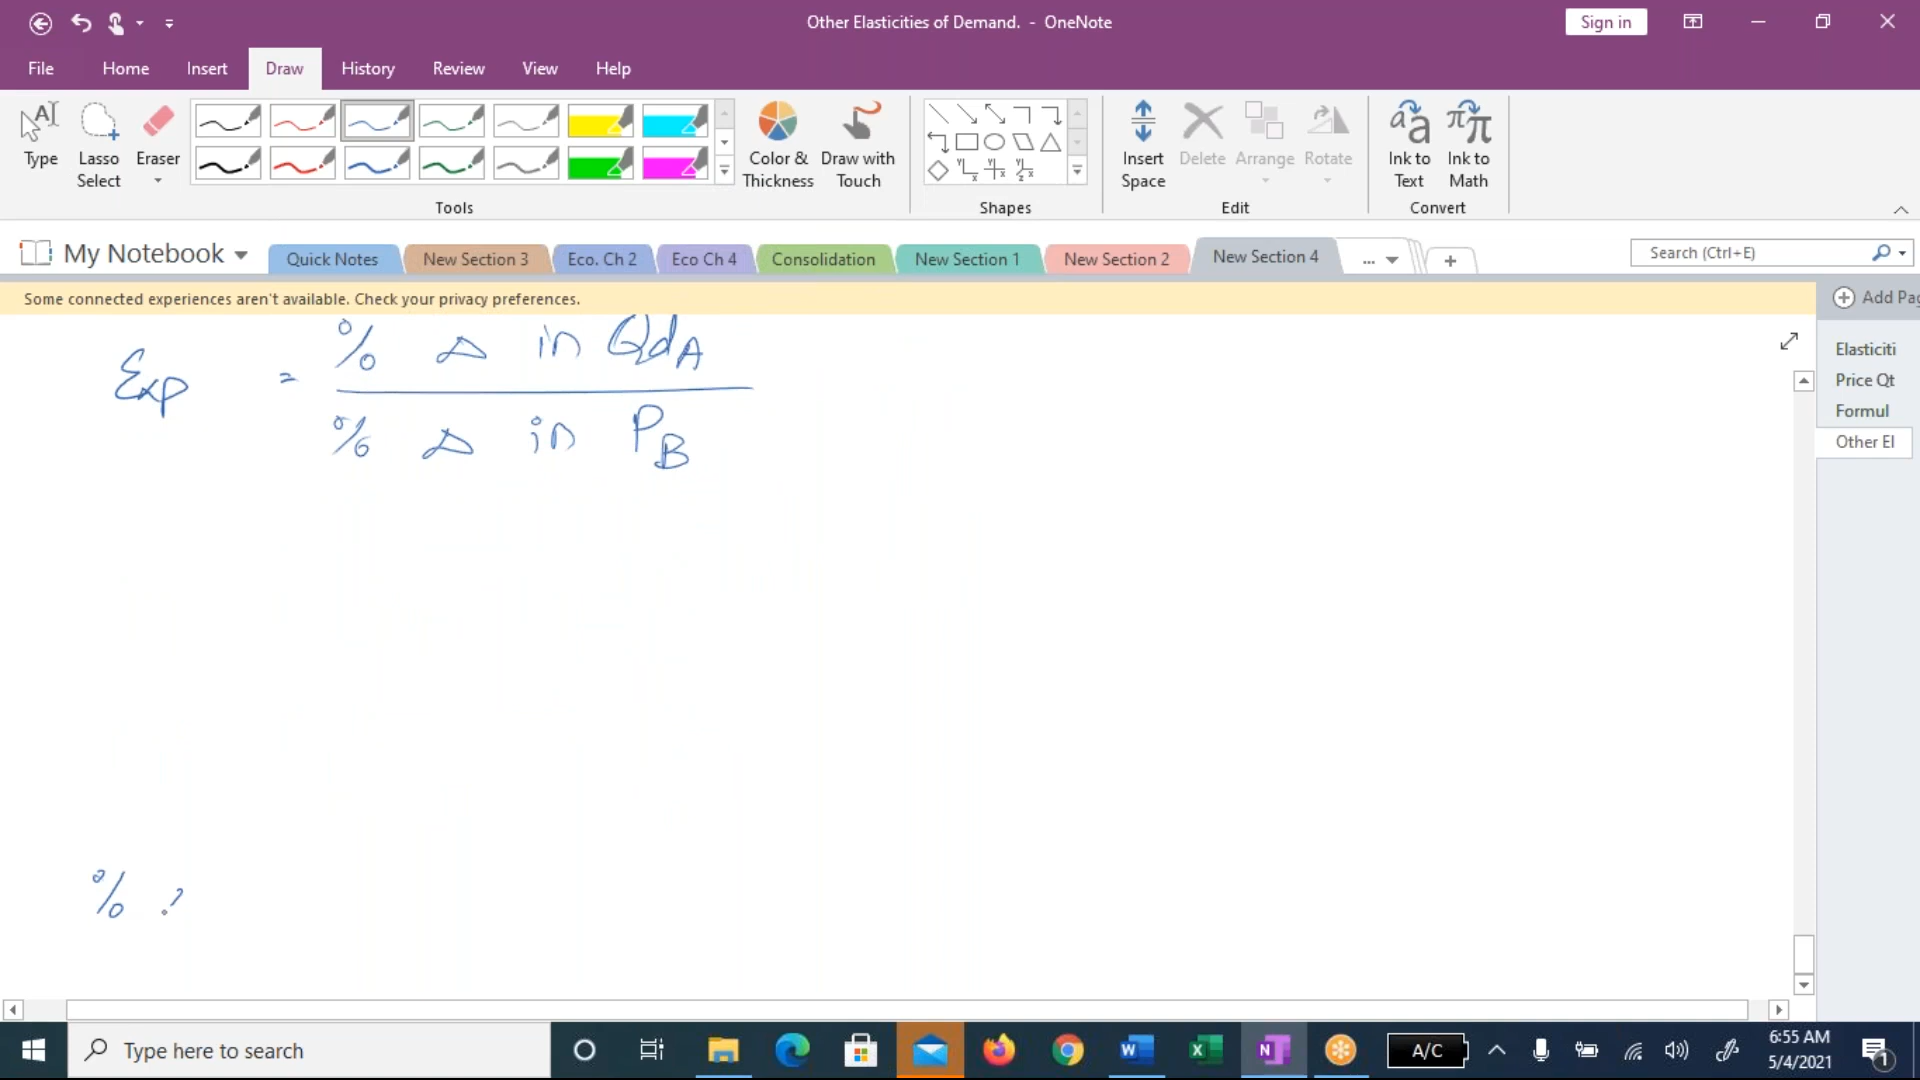 Other Elasticities of Demand. - OneNote
Sign in
File Home Insert Draw History Review View Help
Type
Lasso Select
Eraser
Color & Thickness
Draw with Touch
Insert Space
Delete
Arrange
Rotate
Ink to Text
Ink to Math
Tools
Shapes
Edit
Convert
My Notebook
Quick Notes
New Section 3
Eco. Ch 2
Eco Ch 4
Consolidation
New Section 1
New Section 2
New Section 4
...
Search (Ctrl+E)
Some connected experiences aren't available. Check your privacy preferences.
Add Pag
Elasticiti
Price Qt
Formul
Other El
% Δ in QdA
Exp =
% Δ in PB
%
Type here to search
A/C
6:55 AM
5/4/2021
1